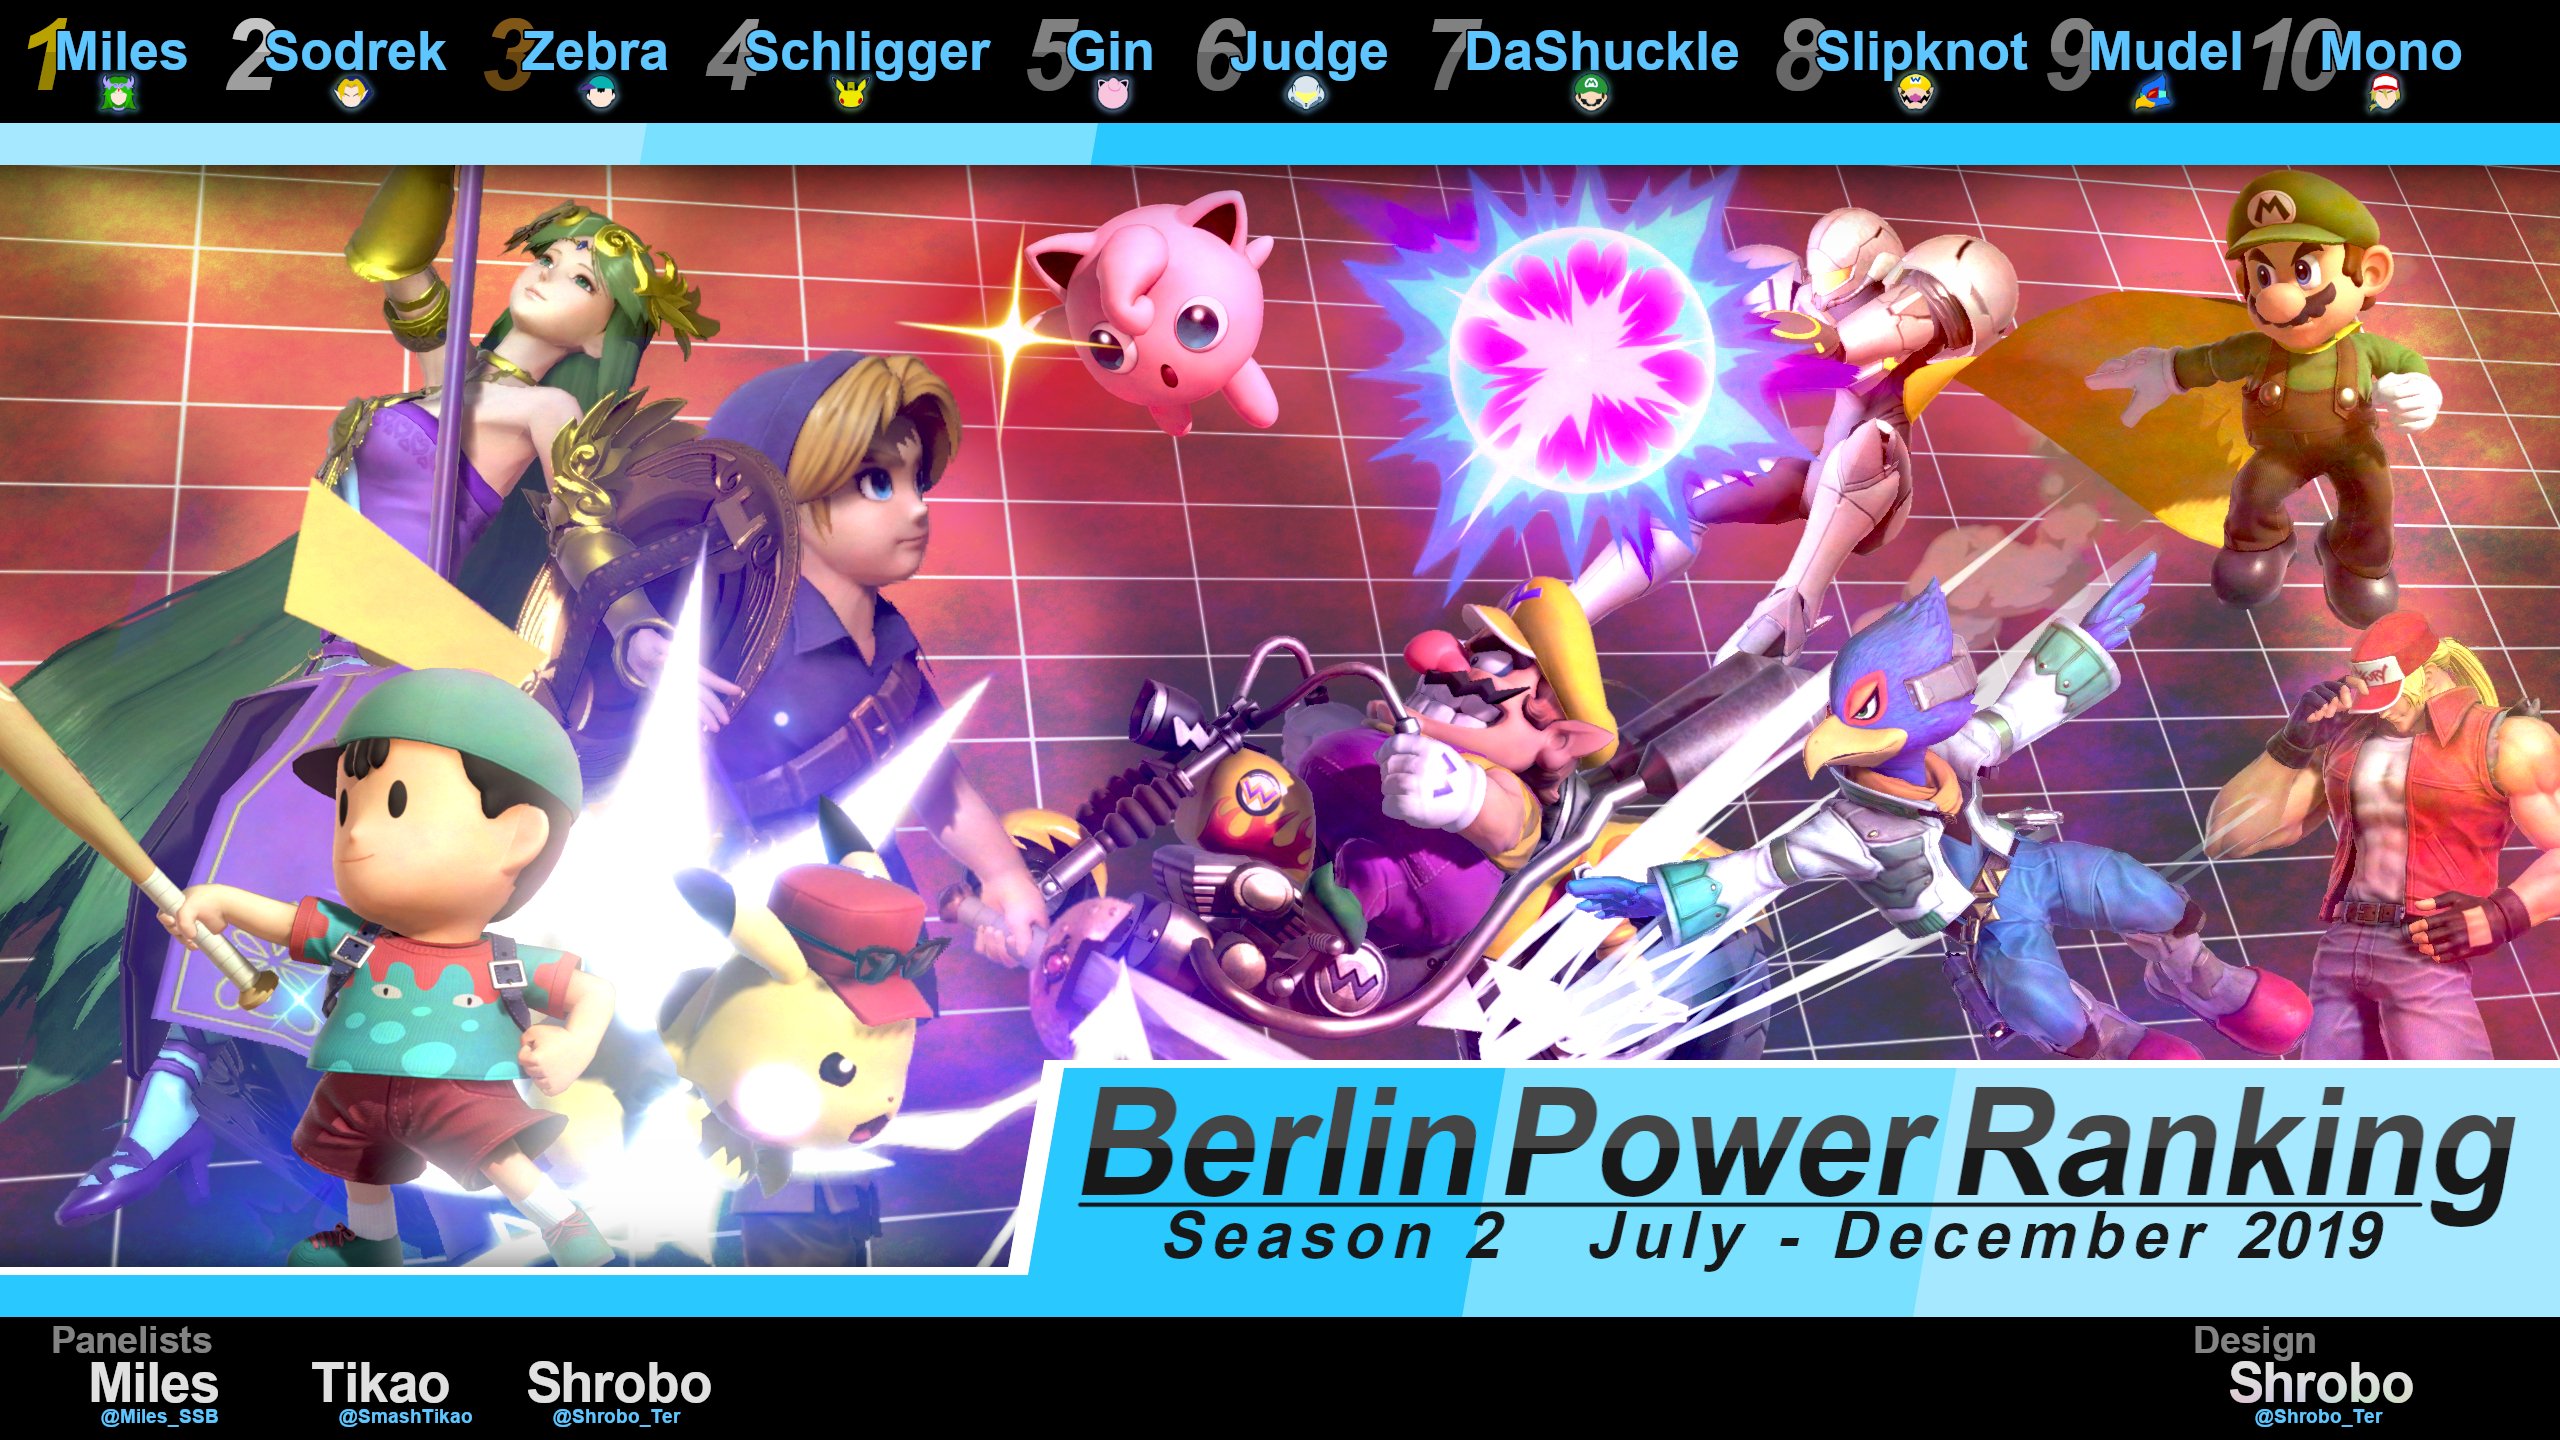 1 Miles 2 Sodrek 3 Zebra 4 Schligger 5 Gin 6 Judge 7 DaShuckle 8 Slipknot 9 Mudel 10 Mono
M
FURY
W
W
Berlin Power Ranking
Season 2 July - December 2019
Panelists
Miles Tikao Shrobo
@Miles_SSB @SmashTikao @Shrobo_Ter
Design
Shrobo
@Shrobo_Ter